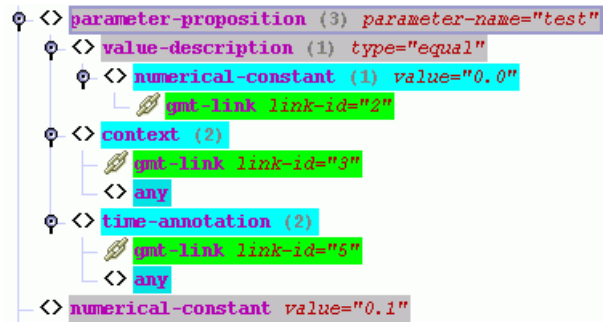 <> parameter-proposition (3) parameter-name="test"
<> value-description (1) type="equal"
<> numerical-constant (1) value="0.0"
gmt-link link-id="2"
<> context (2)
gmt-link link-id="3"
<> any
<> time-annotation (2)
gmt-link link-id="5"
<> any
<> numerical-constant value="0.1"